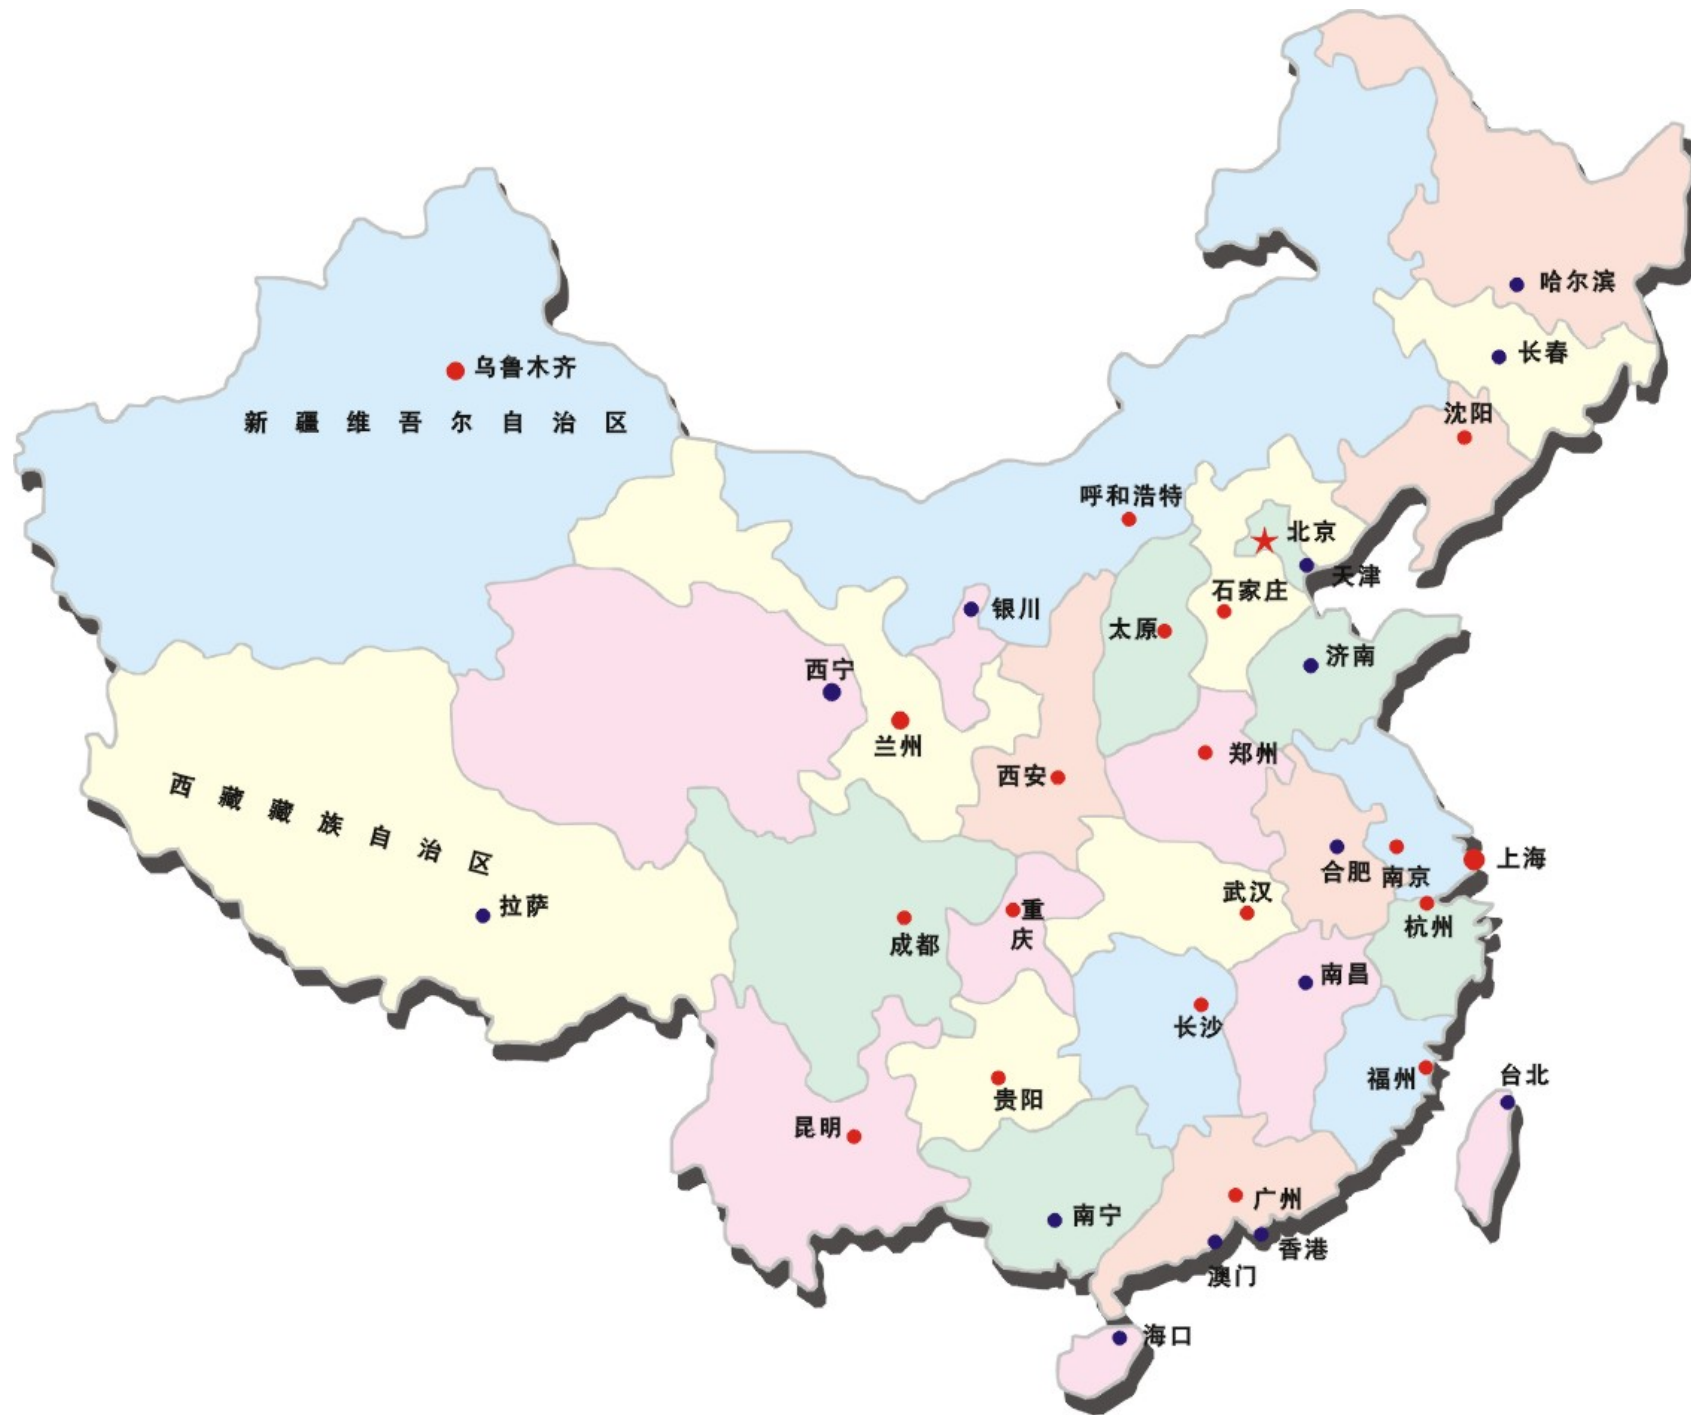 哈尔滨
长春
乌鲁木齐
沈阳
新疆维吾尔自治区
呼和浩特
北京
天津
石家庄
银川
太原
济南
西宁
兰州
郑州
西安
西藏藏族自治区
上海
合肥
南京
武汉
拉萨
重
庆
杭州
成都
南昌
长沙
台北
福州
贵阳
昆明
广州
南宁
香港
澳门
海口